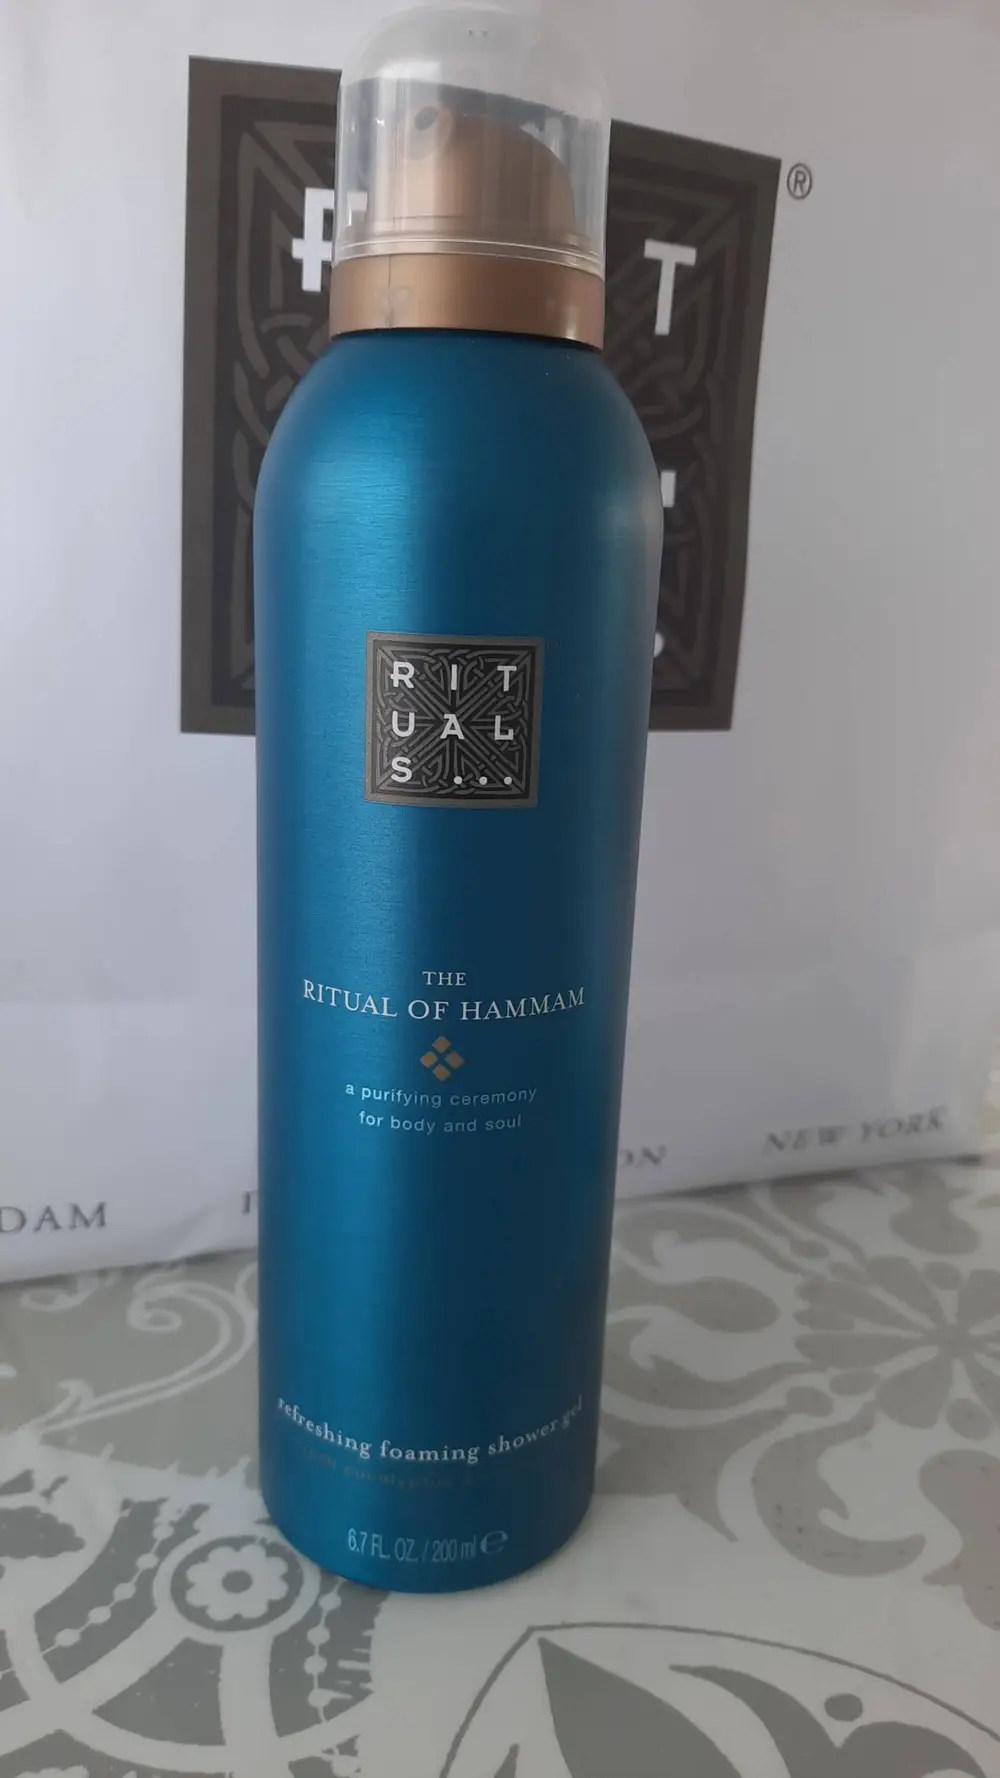 ®
T
RIT
UAL
S...
THE
RITUAL OF HAMMAM
a purifying ceremony
for body and soul
DAM
ON
NEW YORK
refreshing foaming shower gel
6.7 FL. OZ. / 200 ml ℮